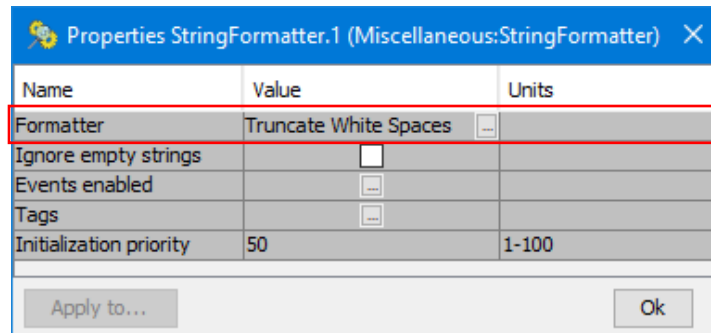 Properties StringFormatter.1 (Miscellaneous:StringFormatter)
Name Value Units
Formatter Truncate White Spaces ...
Ignore empty strings
Events enabled ...
Tags ...
Initialization priority 50 1-100
Apply to... Ok